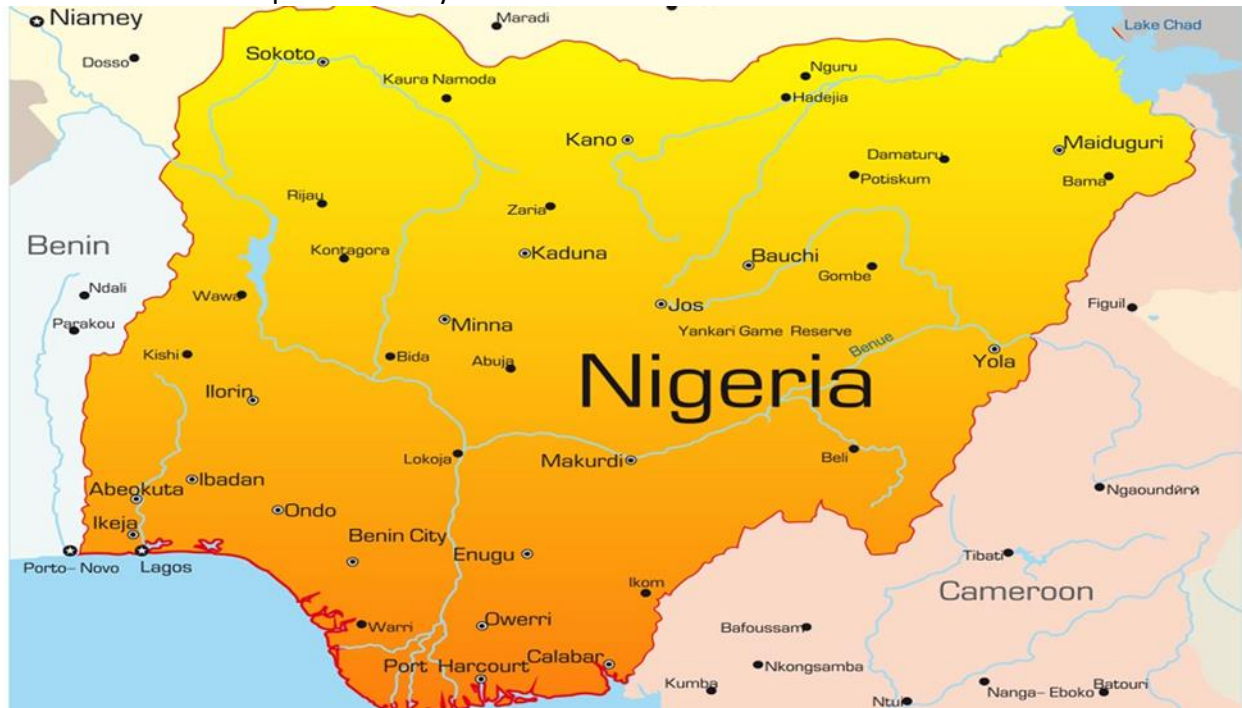 Niamey
Maradi
Lake Chad
Dosso
Sokoto
Kaura Namoda
Nguru
Hadejia
Kano
Damaturu
Maiduguri
Potiskum
Bama
Rijau
Zaria
Benin
Kontagora
Kaduna
Bauchi
Gombe
Ndali
Wawa
Jos
Figuil
Parakou
Minna
Yankari Game Reserve
Kishi
Bida
Abuja
Benue
Yola
Nigeria
Ilorin
Lokoja
Makurdi
Beli
Ibadan
Abeokuta
Ngaoundйrй
Ondo
Ikeja
Benin City
Enugu
Tibati
Porto-Novo
Lagos
Ikom
Cameroon
Warri
Owerri
Bafoussam
Port Harcourt
Calabar
Nkongsamba
Kumba
Ntui
Nanga-Eboko
Batouri